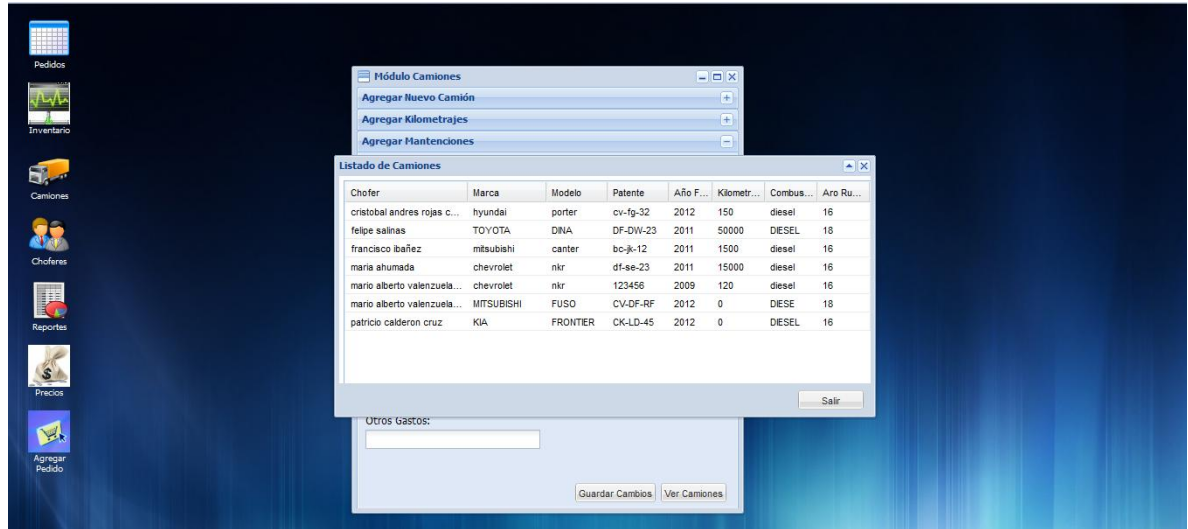 Pedidos
Inventario
Camiones
Choferes
Reportes
Precios
Agregar
Pedido
Módulo Camiones
Agregar Nuevo Camión
Agregar Kilometrajes
Agregar Mantenciones
Listado de Camiones
Chofer Marca Modelo Patente Año F... Kilometr... Combus... Aro Ru...
cristobal andres rojas c... hyundai porter cv-fg-32 2012 150 diesel 16
felipe salinas TOYOTA DINA DF-DW-23 2011 50000 DIESEL 18
francisco ibañez mitsubishi canter bc-jk-12 2011 1500 diesel 16
maria ahumada chevrolet nkr df-se-23 2011 15000 diesel 16
mario alberto valenzuela... chevrolet nkr 123456 2009 120 diesel 16
mario alberto valenzuela... MITSUBISHI FUSO CV-DF-RF 2012 0 DIESE 18
patricio calderon cruz KIA FRONTIER CK-LD-45 2012 0 DIESEL 16
Salir
Otros Gastos:
Guardar Cambios Ver Camiones